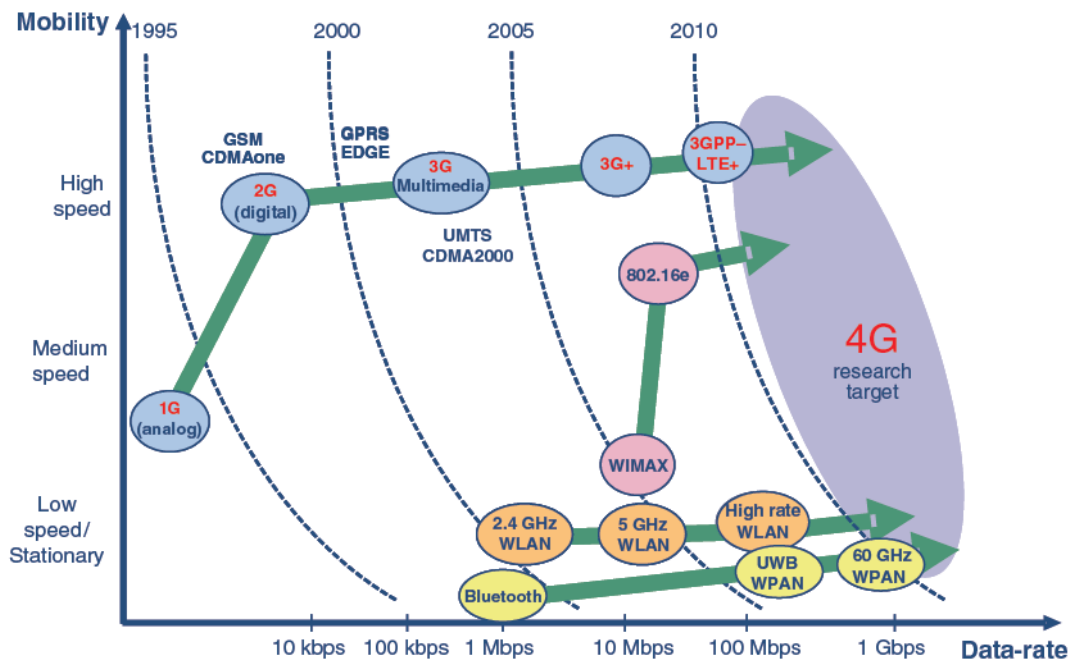 Mobility
1995
2000
2005
2010
GSM
CDMAone
GPRS
EDGE
3GPP–
LTE+
3G
Multimedia
3G+
High
speed
2G
(digital)
UMTS
CDMA2000
802.16e
Medium
speed
4G
research
target
1G
(analog)
WIMAX
Low
speed/
Stationary
2.4 GHz
WLAN
5 GHz
WLAN
High rate
WLAN
Bluetooth
UWB
WPAN
60 GHz
WPAN
10 kbps
100 kbps
1 Mbps
10 Mbps
100 Mbps
1 Gbps
Data-rate